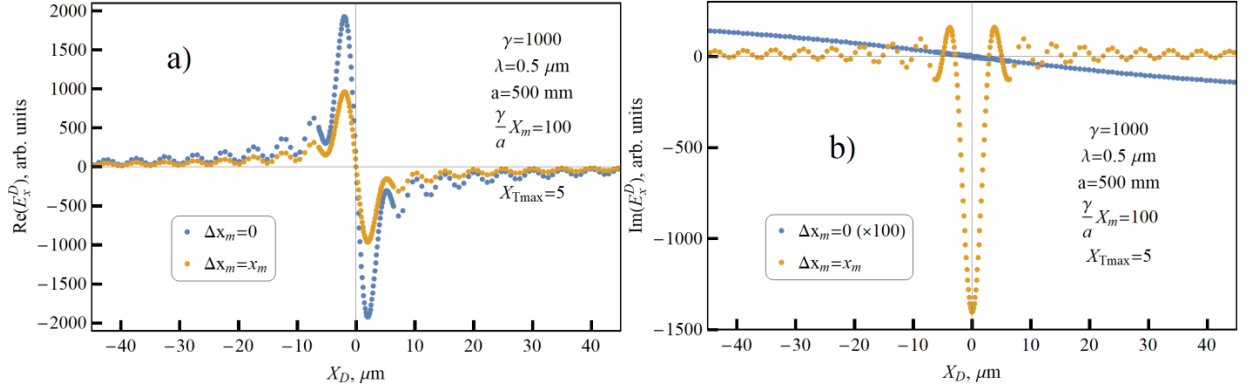 a)
2000
1500
1000
500
0
−500
−1000
−1500
−2000
Re(E_x^D), arb. units
γ=1000
λ=0.5 μm
a=500 mm
γ/a X_m=100
X_Tmax=5
Δx_m=0
Δx_m=x_m
−40 −30 −20 −10 0 10 20 30 40
X_D, μm
b)
0
−500
−1000
−1500
Im(E_x^D), arb. units
γ=1000
λ=0.5 μm
a=500 mm
γ/a X_m=100
X_Tmax=5
Δx_m=0 (×100)
Δx_m=x_m
−40 −30 −20 −10 0 10 20 30 40
X_D, μm